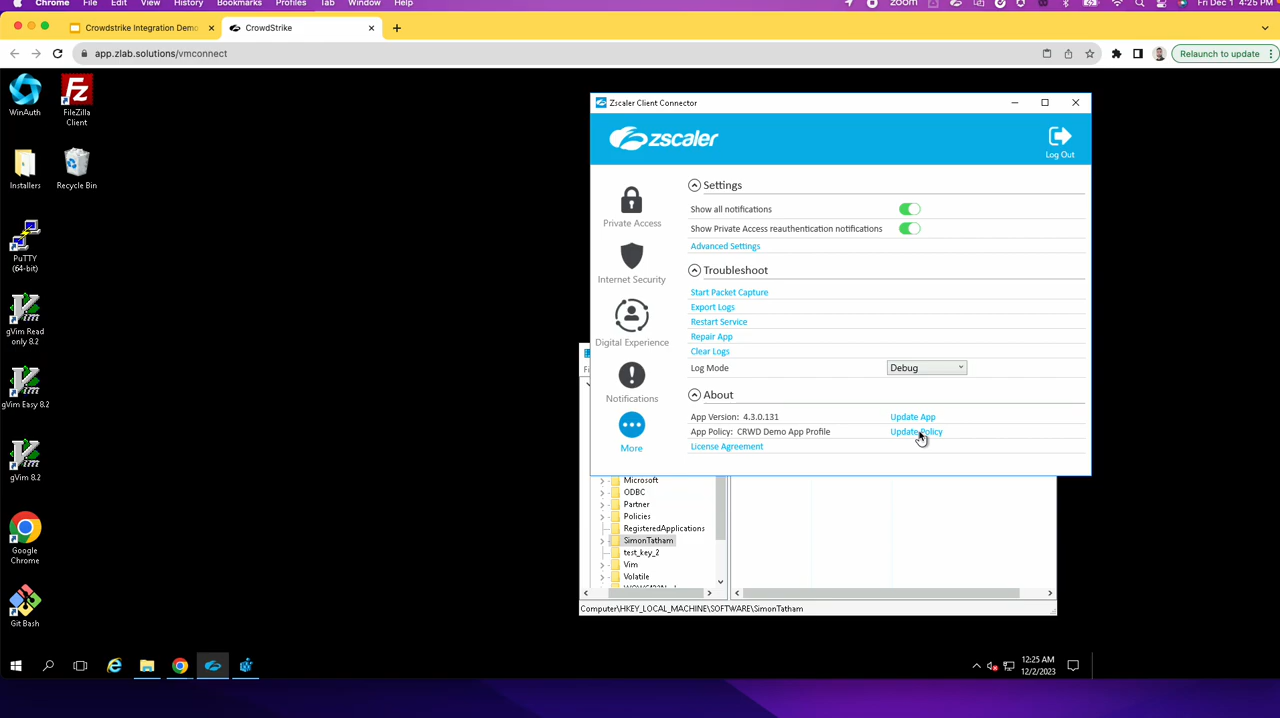 Chrome File Edit View History Bookmarks Profiles Tab Window Help zoom Fri Dec 1 4:25 PM
Crowdstrike Integration Demo
CrowdStrike
app.zlab.solutions/vmconnect
Relaunch to update
WinAuth
FileZilla
Client
Installers
Recycle Bin
PuTTY
(64-bit)
gVim Read
only 8.2
gVim Easy 8.2
gVim 8.2
Google
Chrome
Git Bash
Zscaler Client Connector
zscaler
Log Out
Private Access
Internet Security
Digital Experience
Notifications
More
Settings
Show all notifications
Show Private Access reauthentication notifications
Advanced Settings
Troubleshoot
Start Packet Capture
Export Logs
Restart Service
Repair App
Clear Logs
Log Mode Debug
About
App Version: 4.3.0.131 Update App
App Policy: CRWD Demo App Profile Update Policy
License Agreement
Microsoft
ODBC
Partner
Policies
RegisteredApplications
SimonTatham
test_key_2
Vim
Volatile
Computer\HKEY_LOCAL_MACHINE\SOFTWARE\SimonTatham
12:25 AM
12/2/2023